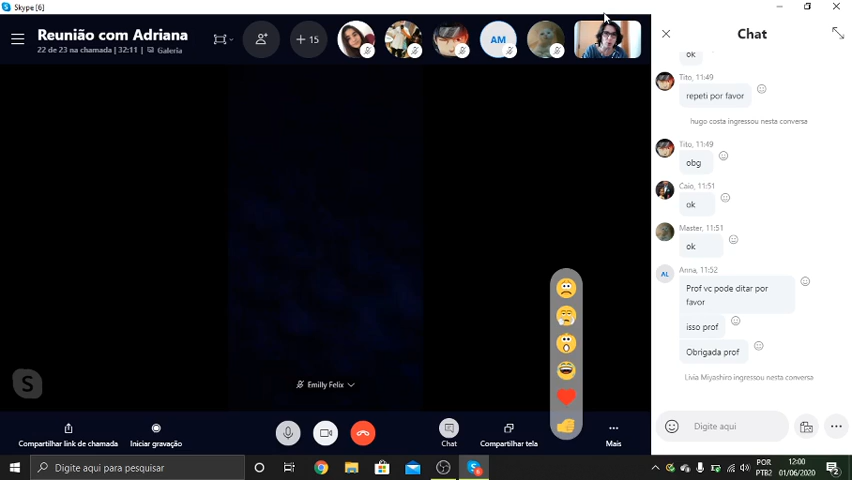 Skype [6]
Reunião com Adriana
22 de 23 na chamada | 32:11 | Galeria
+ 15
AM
Chat
ok
Tito, 11:49
repeti por favor
hugo costa ingressou nesta conversa
Tito, 11:49
obg
Caio, 11:51
ok
Master, 11:51
ok
Anna, 11:52
AL
Prof vc pode ditar por
favor
isso prof
Obrigada prof
Livia Miyashiro ingressou nesta conversa
Emilly Felix
Digite aqui
Compartilhar link de chamada
Iniciar gravação
Chat
Compartilhar tela
Mais
Digite aqui para pesquisar
POR
PTB2
12:00
01/06/2020
2